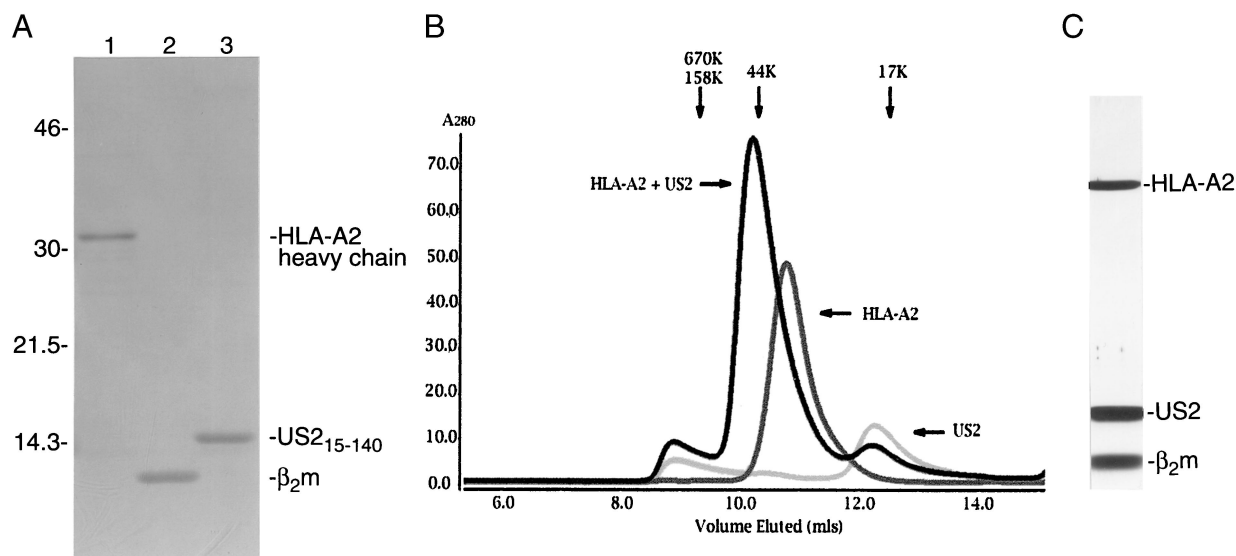 A
1 2 3
46-
30-
21.5-
14.3-
-HLA-A2
heavy chain
-US2₁₅₋₁₄₀
-β₂m
B
670K
158K
44K
17K
A280
70.0
60.0
50.0
40.0
30.0
20.0
10.0
0.0
HLA-A2 + US2
HLA-A2
US2
6.0 8.0 10.0 12.0 14.0
Volume Eluted (mls)
C
-HLA-A2
-US2
-β₂m